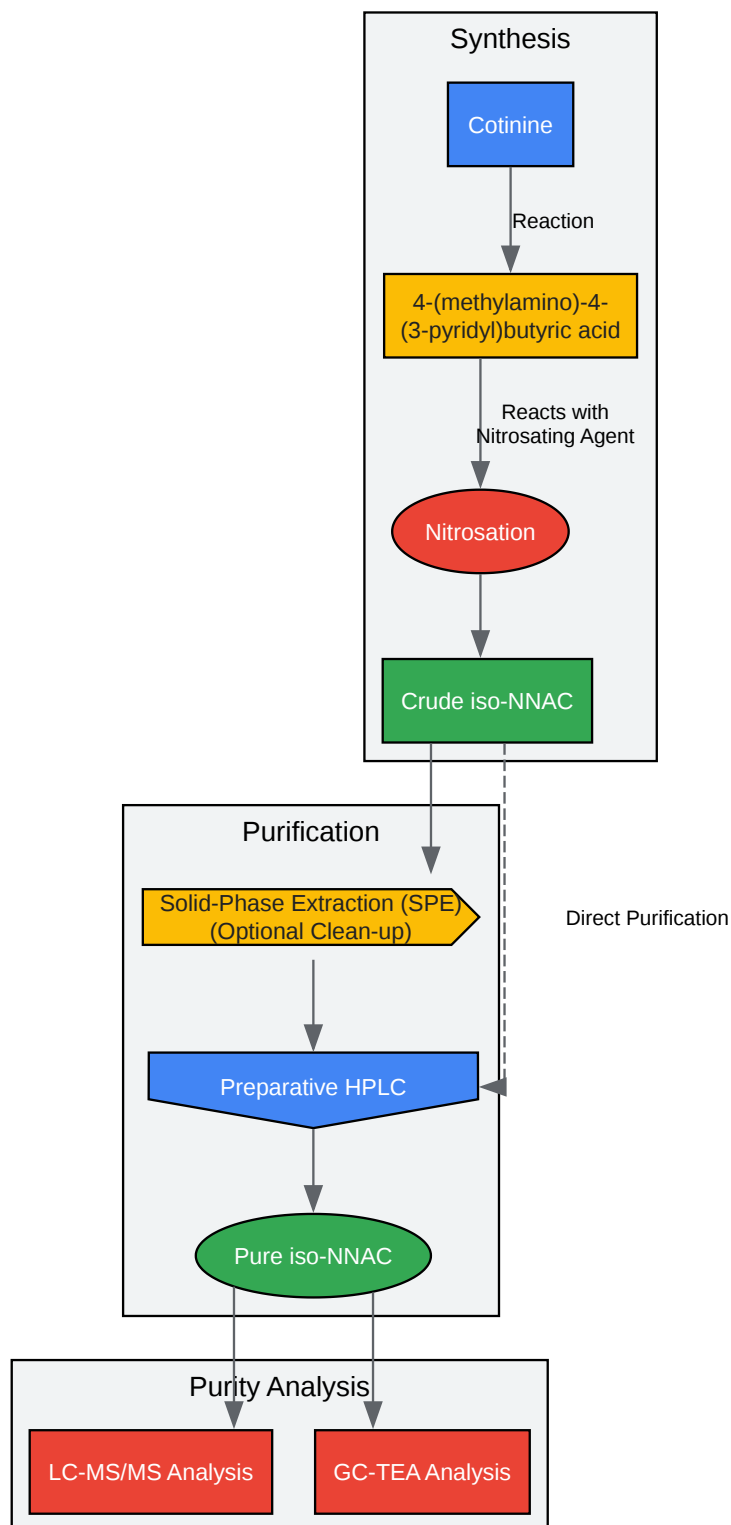 Synthesis
Cotinine
Reaction
4-(methylamino)-4-
(3-pyridyl)butyric acid
Reacts with
Nitrosating Agent
Nitrosation
Crude iso-NNAC
Purification
Solid-Phase Extraction (SPE)
(Optional Clean-up)
Direct Purification
Preparative HPLC
Pure iso-NNAC
Purity Analysis
LC-MS/MS Analysis
GC-TEA Analysis